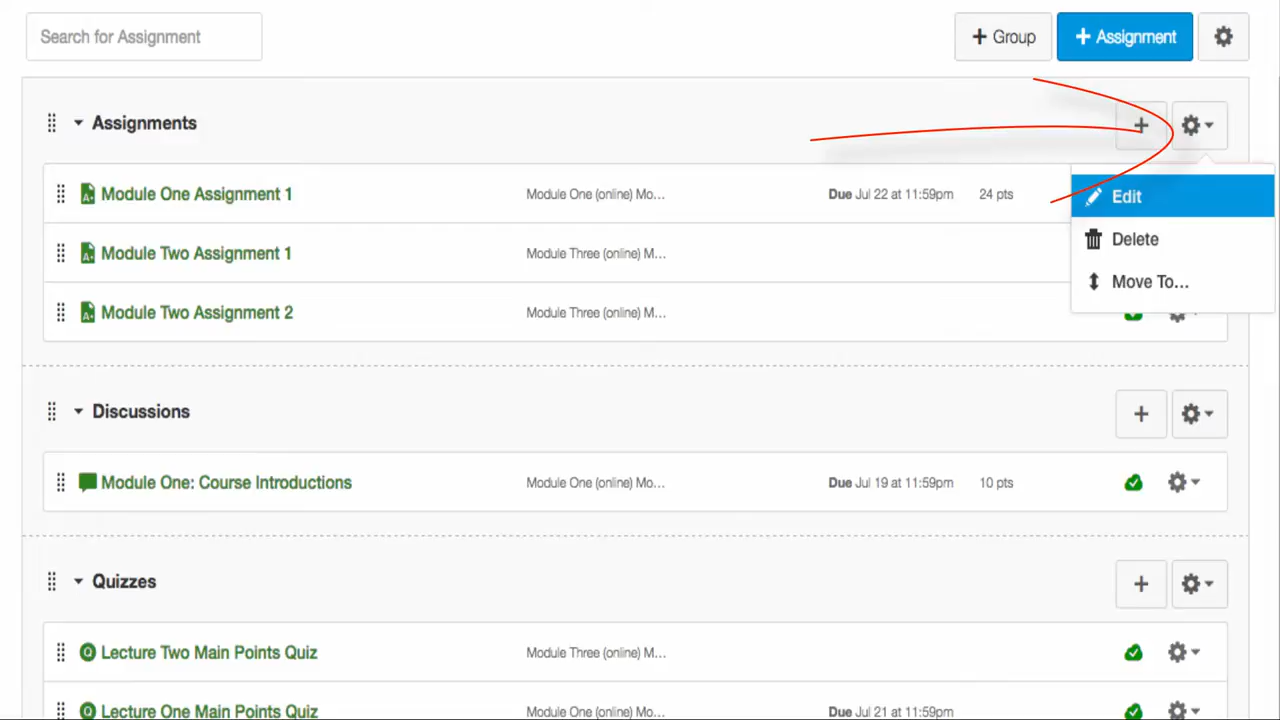 Search for Assignment
+ Group
+ Assignment
Assignments
Module One Assignment 1 Module One (online) Mo... Due Jul 22 at 11:59pm 24 pts
Edit
Module Two Assignment 1 Module Three (online) M...
Delete
Move To...
Module Two Assignment 2 Module Three (online) M...
Discussions
Module One: Course Introductions Module One (online) Mo... Due Jul 19 at 11:59pm 10 pts
Quizzes
Lecture Two Main Points Quiz Module Three (online) M...
Lecture One Main Points Quiz Module One (online) Mo... Due Jul 21 at 11:59pm